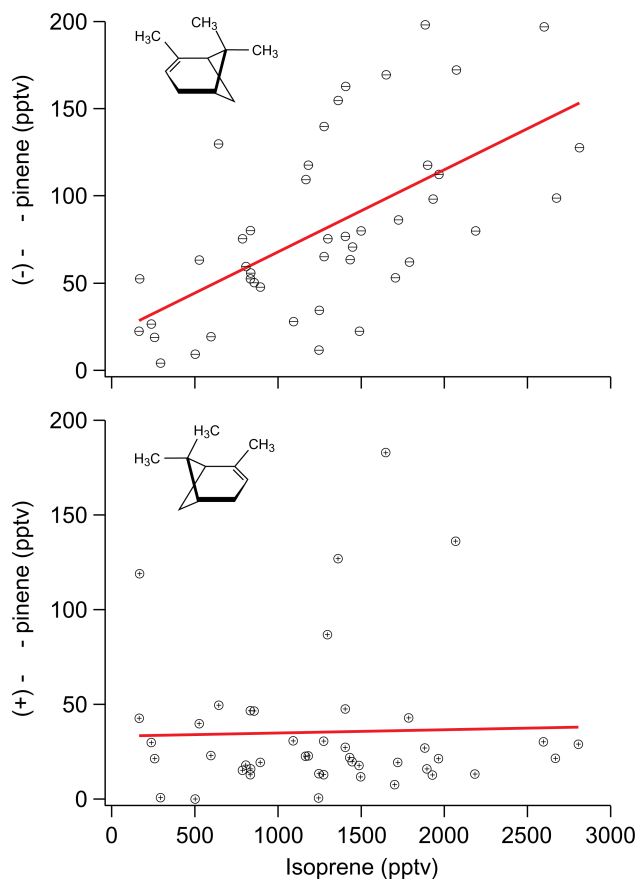 200
150
100
50
0
(-) - - pinene (pptv)
CH₃
H₃C
CH₃
200
150
100
50
0
(+) - - pinene (pptv)
H₃C
H₃C
CH₃
0 500 1000 1500 2000 2500 3000
Isoprene (pptv)